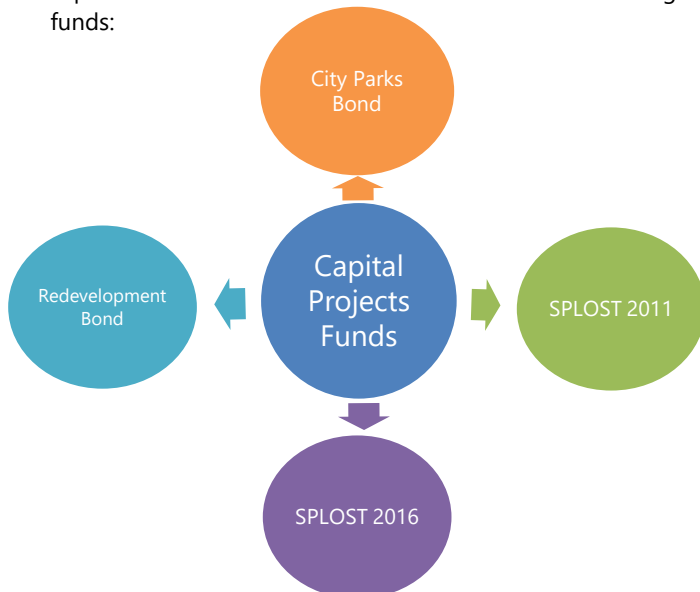 funds:
City Parks
Bond
Capital
Projects
Funds
Redevelopment
Bond
SPLOST 2011
SPLOST 2016